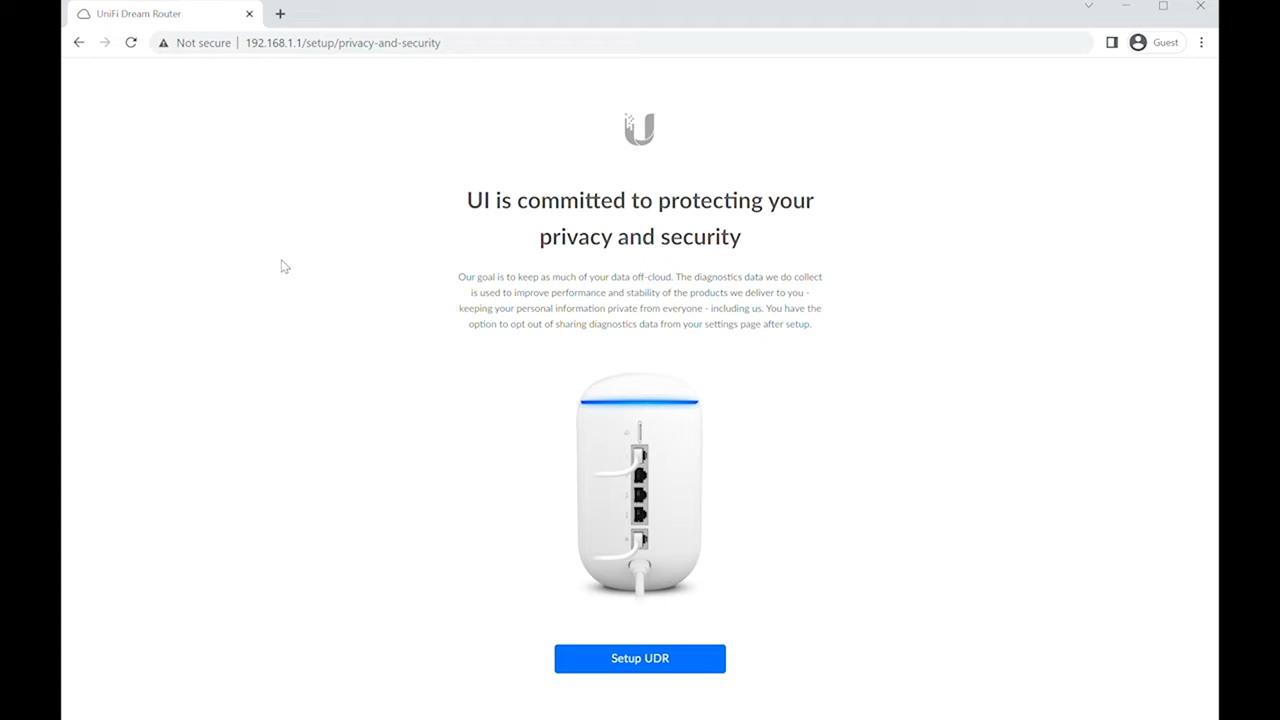 UniFi Dream Router
Not secure | 192.168.1.1/setup/privacy-and-security
Guest
UI is committed to protecting your
privacy and security
Our goal is to keep as much of your data off-cloud. The diagnostics data we do collect
is used to improve performance and stability of the products we deliver to you -
keeping your personal information private from everyone - including us. You have the
option to opt out of sharing diagnostics data from your settings page after setup.
Setup UDR